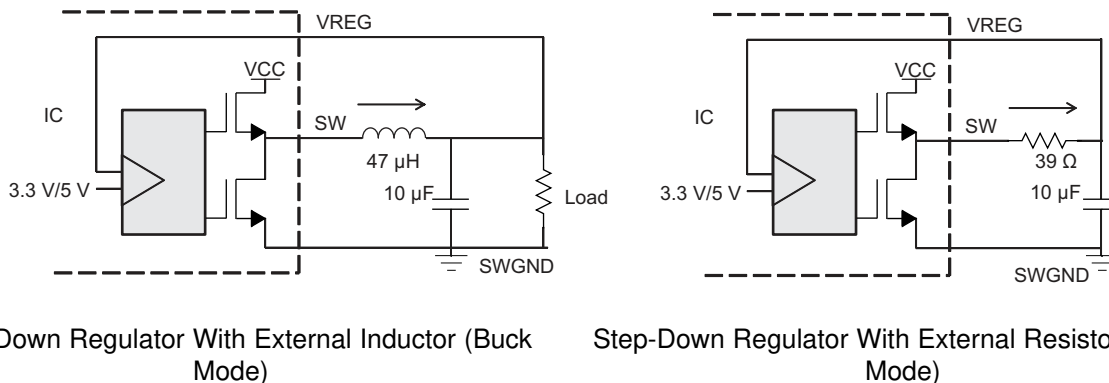 VREG
VCC
IC
SW
47 µH
3.3 V/5 V
10 µF
Load
SWGND
Down Regulator With External Inductor (Buck
Mode)
VREG
VCC
IC
SW
39 Ω
3.3 V/5 V
10 µF
SWGND
Step-Down Regulator With External Resisto
Mode)